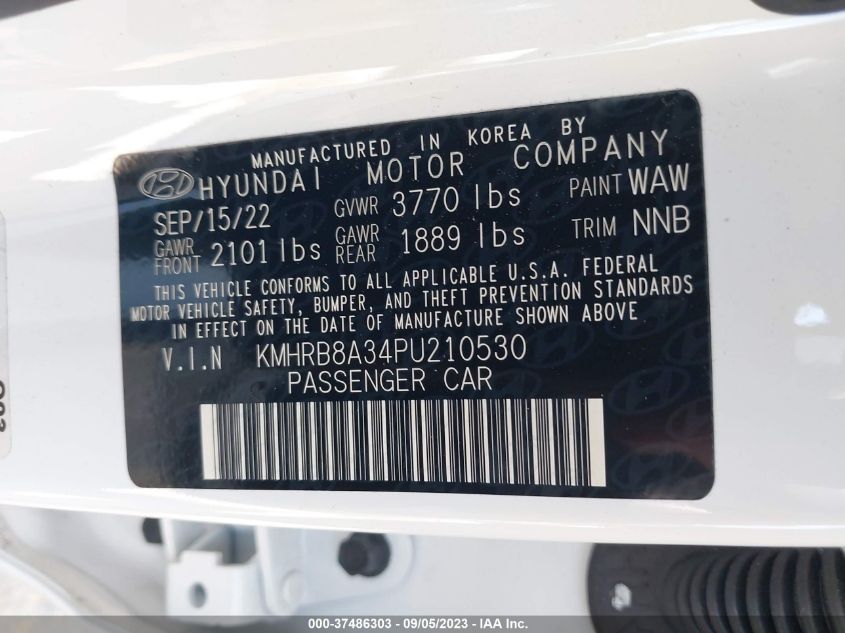 MANUFACTURED IN KOREA BY
HYUNDAI MOTOR COMPANY
SEP/15/22 GVWR 3770 lbs PAINT WAW
GAWR FRONT 2101 lbs GAWR REAR 1889 lbs TRIM NNB
THIS VEHICLE CONFORMS TO ALL APPLICABLE U.S.A. FEDERAL
MOTOR VEHICLE SAFETY, BUMPER, AND THEFT PREVENTION STANDARDS
IN EFFECT ON THE DATE OF MANUFACTURE SHOWN ABOVE
V.I.N KMHRB8A34PU210530
PASSENGER CAR
000-37486303 - 09/05/2023 - IAA Inc.